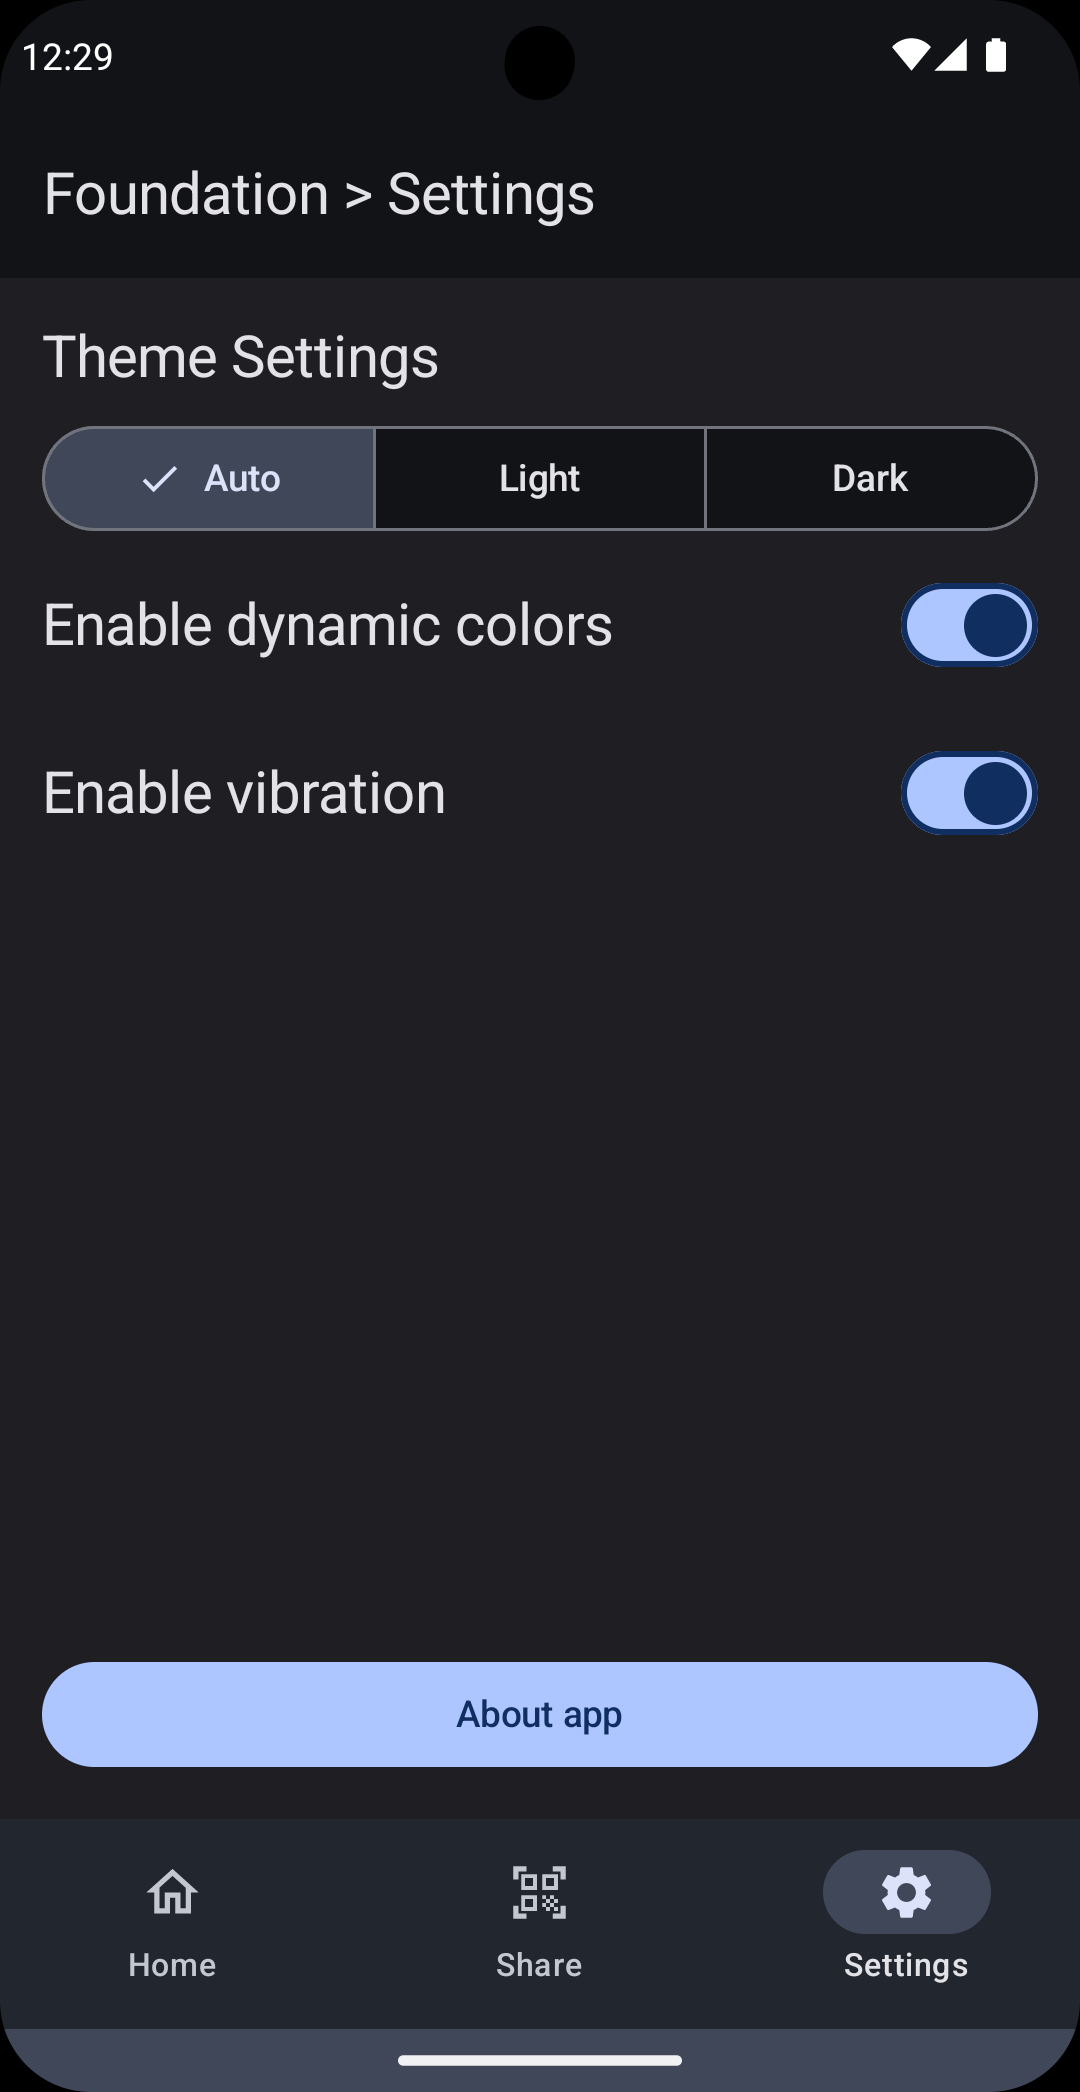 12:29
Foundation > Settings
Theme Settings
Auto Light Dark
Enable dynamic colors
Enable vibration
About app
Home Share Settings